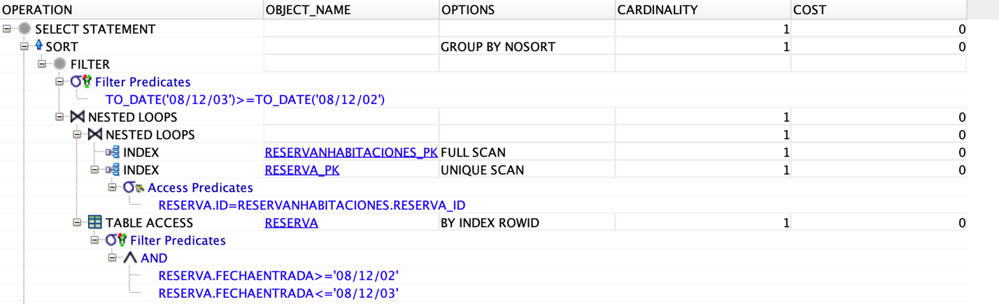 OPERATION OBJECT_NAME OPTIONS CARDINALITY COST
SELECT STATEMENT 1 0
SORT GROUP BY NOSORT 1 0
FILTER
Filter Predicates
TO_DATE('08/12/03')>=TO_DATE('08/12/02')
NESTED LOOPS 1 0
NESTED LOOPS 1 0
INDEX RESERVANHABITACIONES_PK FULL SCAN 1 0
INDEX RESERVA_PK UNIQUE SCAN 1 0
Access Predicates
RESERVA.ID=RESERVANHABITACIONES.RESERVA_ID
TABLE ACCESS RESERVA BY INDEX ROWID 1 0
Filter Predicates
AND
RESERVA.FECHAENTRADA>='08/12/02'
RESERVA.FECHAENTRADA<='08/12/03'